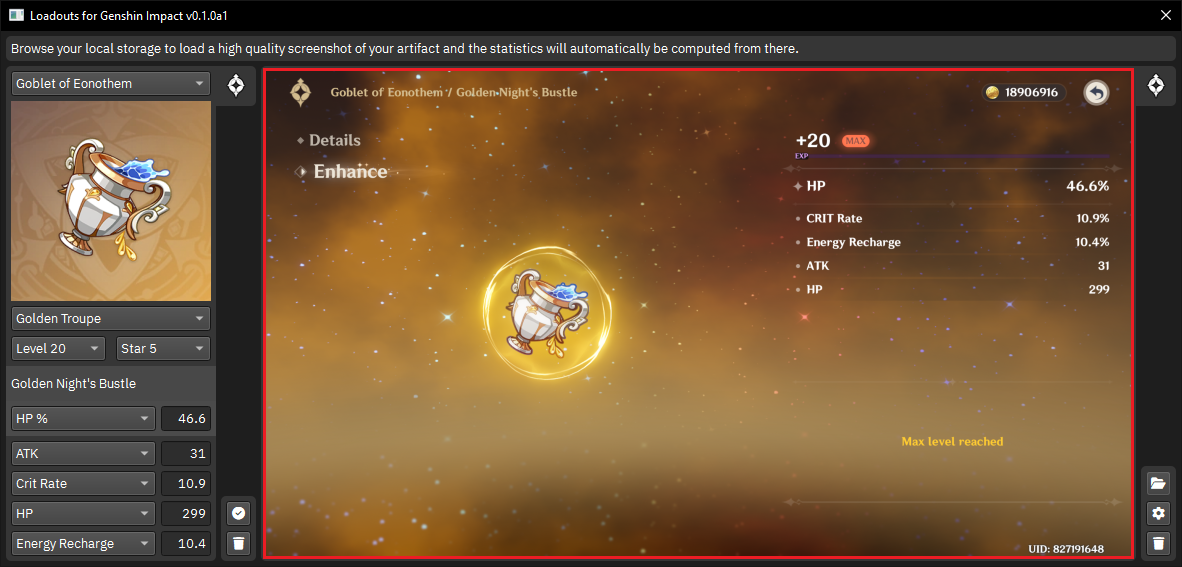 Loadouts for Genshin Impact v0.1.0a1
Browse your local storage to load a high quality screenshot of your artifact and the statistics will automatically be computed from there.
Goblet of Eonothem
Golden Troupe
Level 20 Star 5
Golden Night's Bustle
HP % 46.6
ATK 31
Crit Rate 10.9
HP 299
Energy Recharge 10.4
Goblet of Eonothem / Golden Night's Bustle
18906916
Details
Enhance
+20 MAX
EXP
HP 46.6%
CRIT Rate 10.9%
Energy Recharge 10.4%
ATK 31
HP 299
Max level reached
UID: 827191648